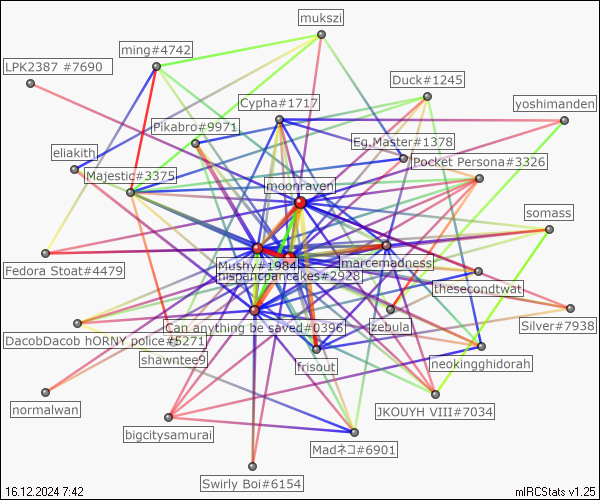 mukszi
ming#4742
LPK2387 #7690
Duck#1245
Cypha#1717
yoshimanden
Pikabro#9971
Eg.Master#1378
eliakith
Pocket Persona#3326
Majestic#3375
moonraven
somass
marcemadness
Mushy#1984
Fedora Stoat#4479
hispancpancakes#2928
thesecondtwat
Can anything be saved#0396
zebula
Silver#7938
DacobDacob hORNY police#5271
shawntee9
frisout
neokingghidorah
normalwan
JKOUYH VIII#7034
bigcitysamurai
Madネコ#6901
Swirly Boi#6154
16.12.2024 7:42
mIRCStats v1.25